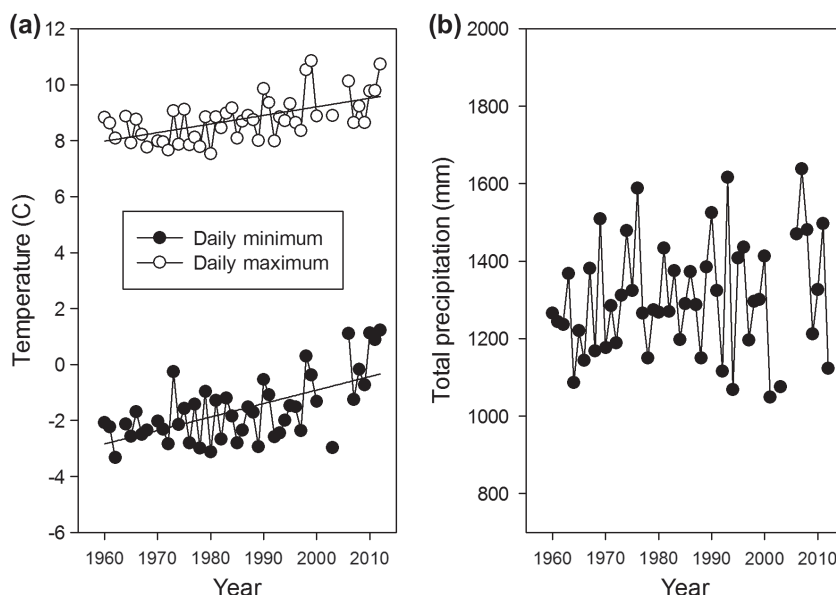 (a)
12
10
8
6
4
2
0
-2
-4
-6
Temperature (C)
Daily minimum
Daily maximum
1960 1970 1980 1990 2000 2010
Year
(b)
2000
1800
1600
1400
1200
1000
800
Total precipitation (mm)
1960 1970 1980 1990 2000 2010
Year